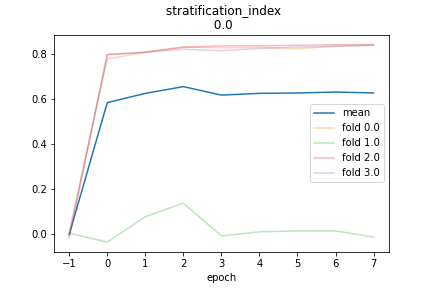 stratification_index
0.0
0.8
0.6
0.4
0.2
0.0
mean
fold 0.0
fold 1.0
fold 2.0
fold 3.0
−1 0 1 2 3 4 5 6 7
epoch